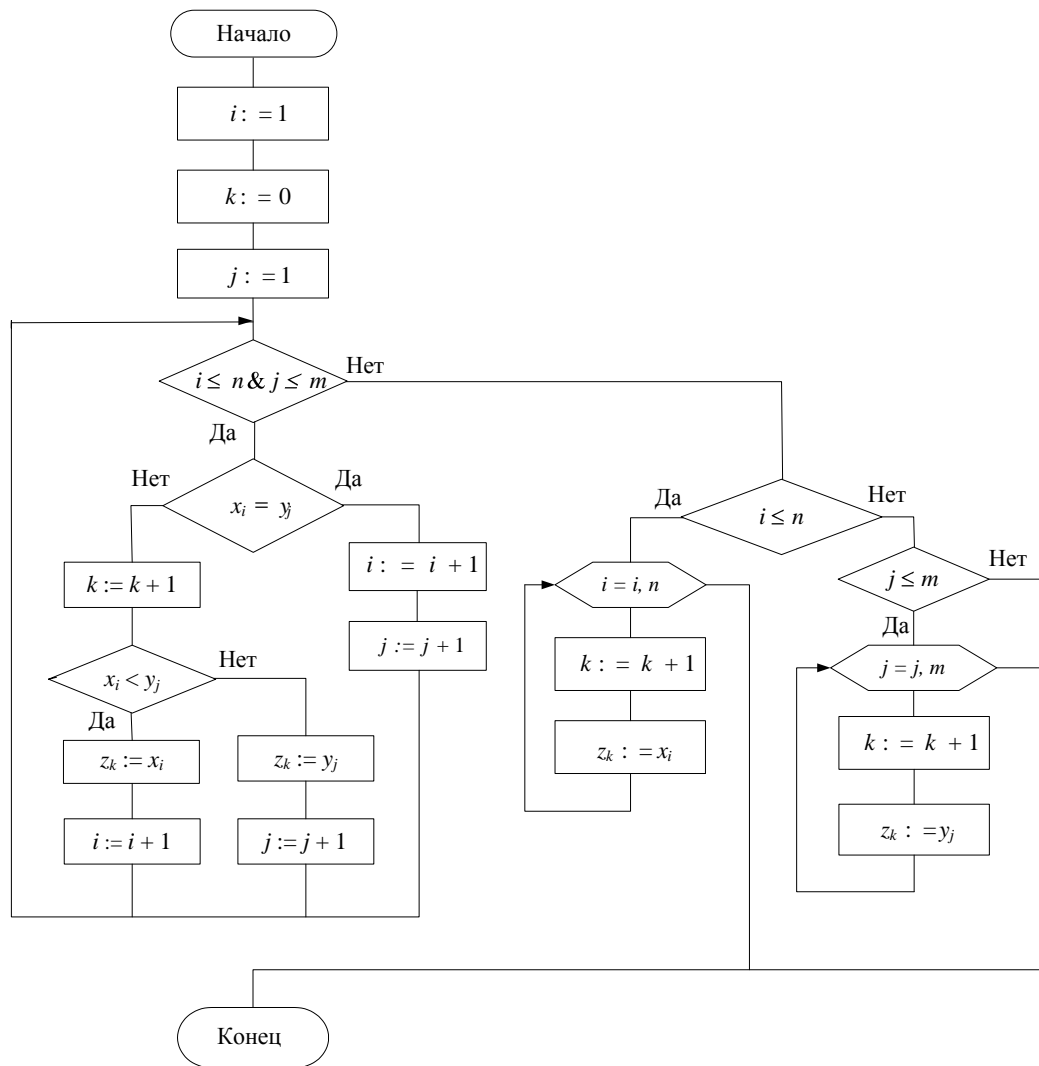 Начало
i : = 1
k : = 0
j : = 1
i ≤ n & j ≤ m
Нет
Да
Нет
Да
x_i = y_j
k := k + 1
i : = i + 1
j := j + 1
x_i < y_j
Нет
Да
z_k := x_i
z_k := y_j
i := i + 1
j := j + 1
Да
Нет
i ≤ n
i = i, n
k : = k + 1
z_k : = x_i
Нет
j ≤ m
Да
j = j, m
k : = k + 1
z_k : = y_j
Конец